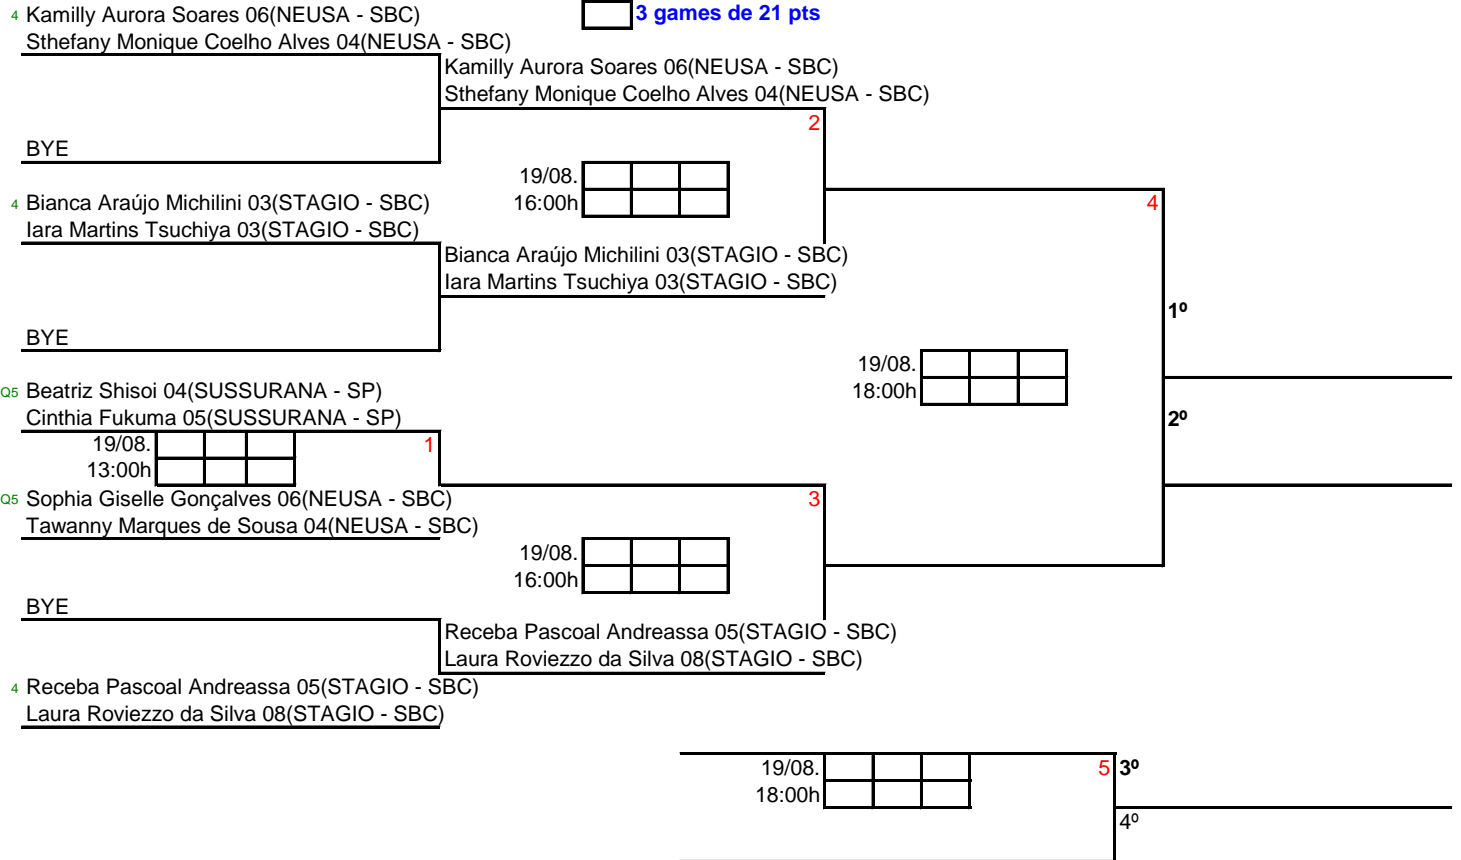 4 Kamilly Aurora Soares 06(NEUSA - SBC)
3 games de 21 pts
Sthefany Monique Coelho Alves 04(NEUSA - SBC)
Kamilly Aurora Soares 06(NEUSA - SBC)
Sthefany Monique Coelho Alves 04(NEUSA - SBC)
2
BYE
19/08.
16:00h
4 Bianca Araújo Michilini 03(STAGIO - SBC)
4
Iara Martins Tsuchiya 03(STAGIO - SBC)
Bianca Araújo Michilini 03(STAGIO - SBC)
Iara Martins Tsuchiya 03(STAGIO - SBC)
1º
BYE
19/08.
18:00h
Q5 Beatriz Shisoi 04(SUSSURANA - SP)
Cinthia Fukuma 05(SUSSURANA - SP)
2º
19/08.
1
13:00h
Q5 Sophia Giselle Gonçalves 06(NEUSA - SBC)
3
Tawanny Marques de Sousa 04(NEUSA - SBC)
19/08.
16:00h
BYE
Receba Pascoal Andreassa 05(STAGIO - SBC)
Laura Roviezzo da Silva 08(STAGIO - SBC)
4 Receba Pascoal Andreassa 05(STAGIO - SBC)
Laura Roviezzo da Silva 08(STAGIO - SBC)
19/08.
5 3º
18:00h
4º